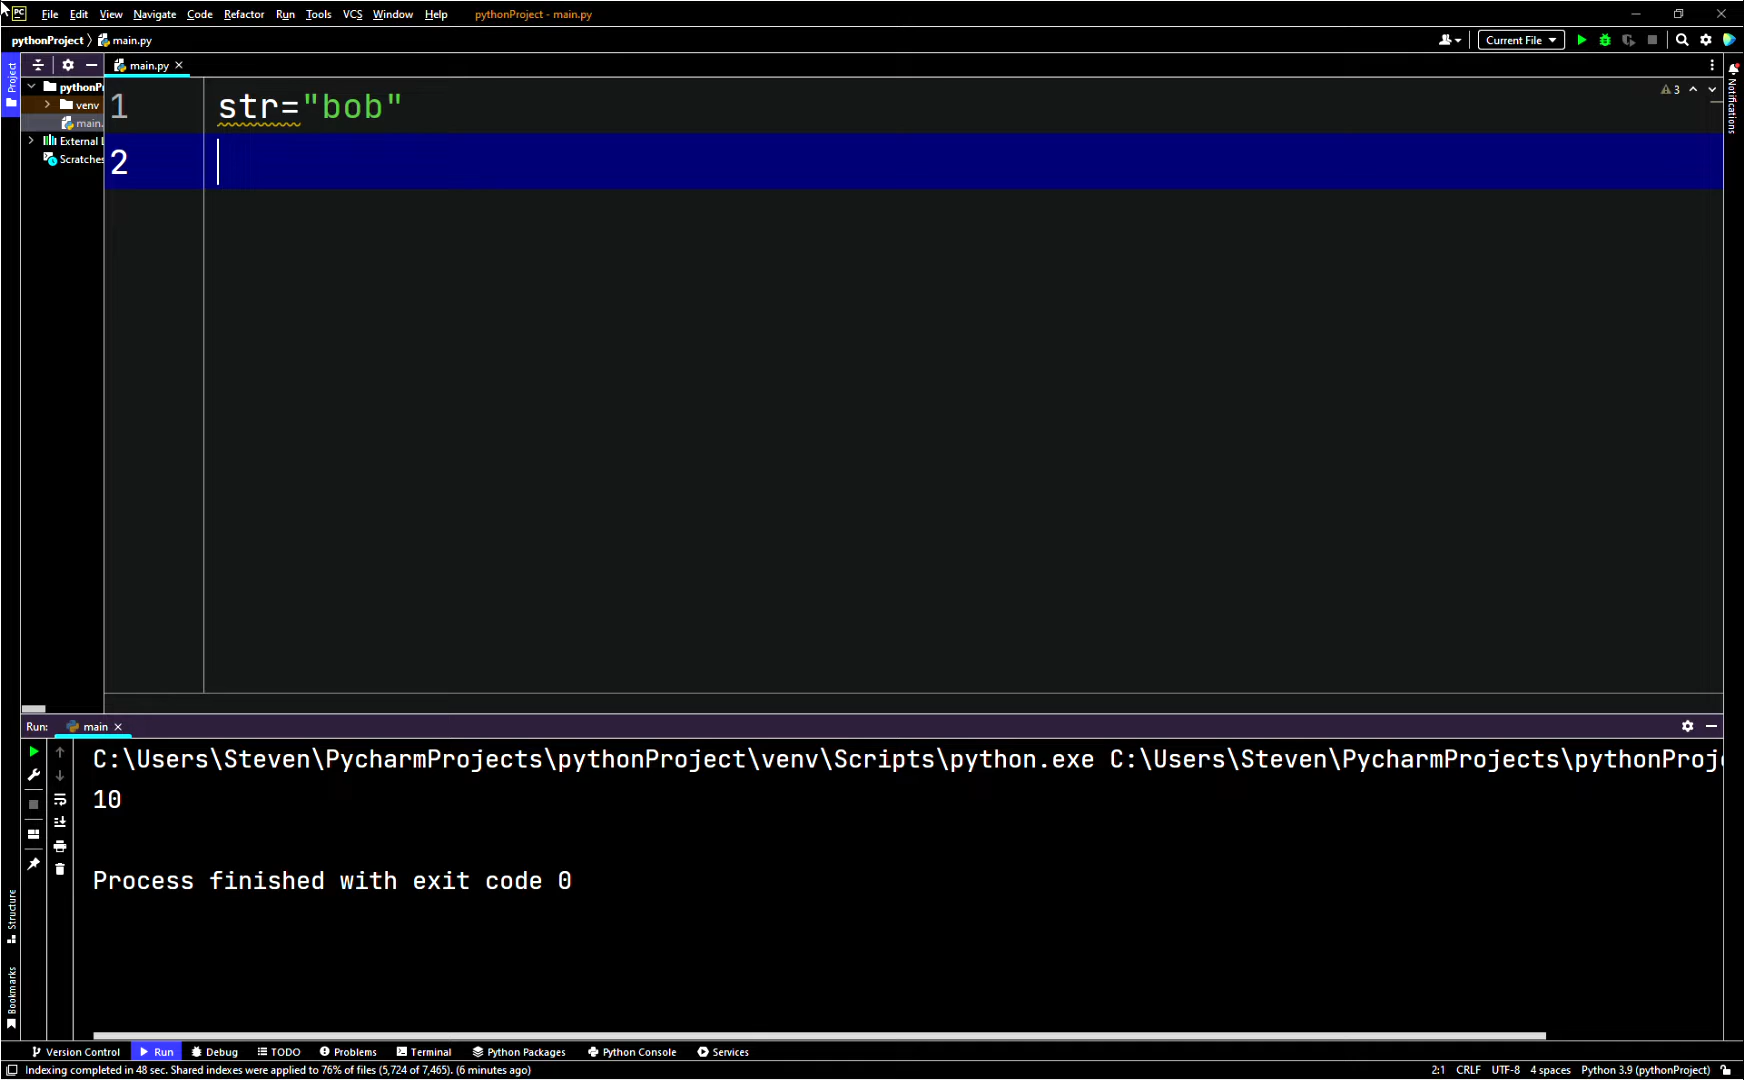 PC File Edit View Navigate Code Refactor Run Tools VCS Window Help pythonProject - main.py
pythonProject main.py Current File
Project
main.py
pythonP
venv
main.
External
Scratches
1 str="bob"
2
3
Notifications
Run: main
C:\Users\Steven\PycharmProjects\pythonProject\venv\Scripts\python.exe C:\Users\Steven\PycharmProjects\pythonProj
10
Process finished with exit code 0
Structure
Bookmarks
Version Control Run Debug TODO Problems Terminal Python Packages Python Console Services
Indexing completed in 48 sec. Shared indexes were applied to 76% of files (5,724 of 7,465). (6 minutes ago) 2:1 CRLF UTF-8 4 spaces Python 3.9 (pythonProject)